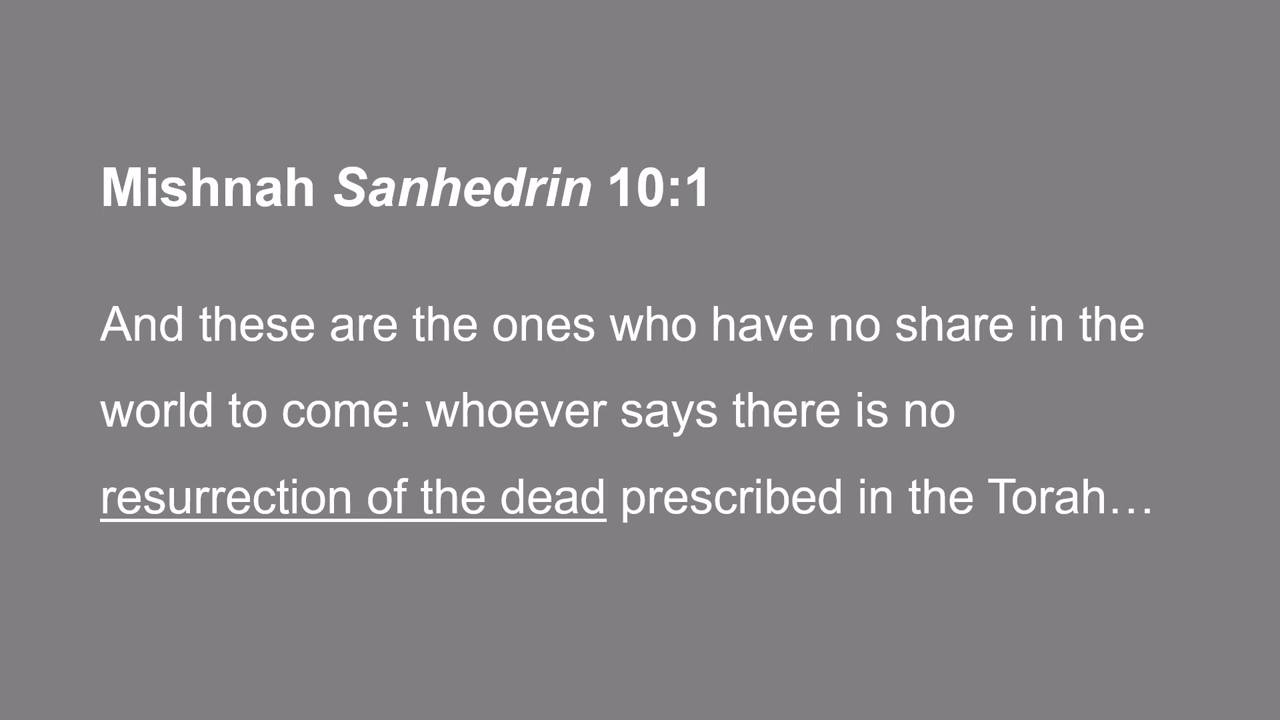 Mishnah Sanhedrin 10:1
And these are the ones who have no share in the
world to come: whoever says there is no
resurrection of the dead prescribed in the Torah…